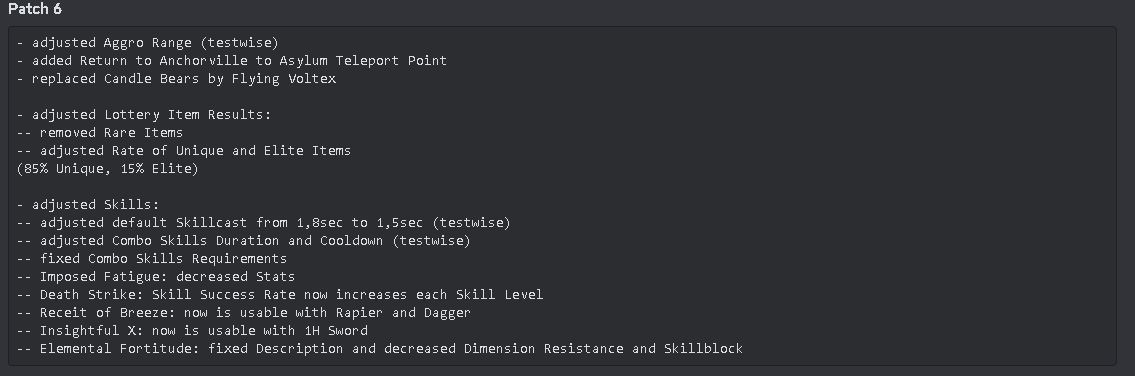 Patch 6
- adjusted Aggro Range (testwise)
- added Return to Anchorville to Asylum Teleport Point
- replaced Candle Bears by Flying Voltex
- adjusted Lottery Item Results:
-- removed Rare Items
-- adjusted Rate of Unique and Elite Items
(85% Unique, 15% Elite)
- adjusted Skills:
-- adjusted default Skillcast from 1,8sec to 1,5sec (testwise)
-- adjusted Combo Skills Duration and Cooldown (testwise)
-- fixed Combo Skills Requirements
-- Imposed Fatigue: decreased Stats
-- Death Strike: Skill Success Rate now increases each Skill Level
-- Receit of Breeze: now is usable with Rapier and Dagger
-- Insightful X: now is usable with 1H Sword
-- Elemental Fortitude: fixed Description and decreased Dimension Resistance and Skillblock